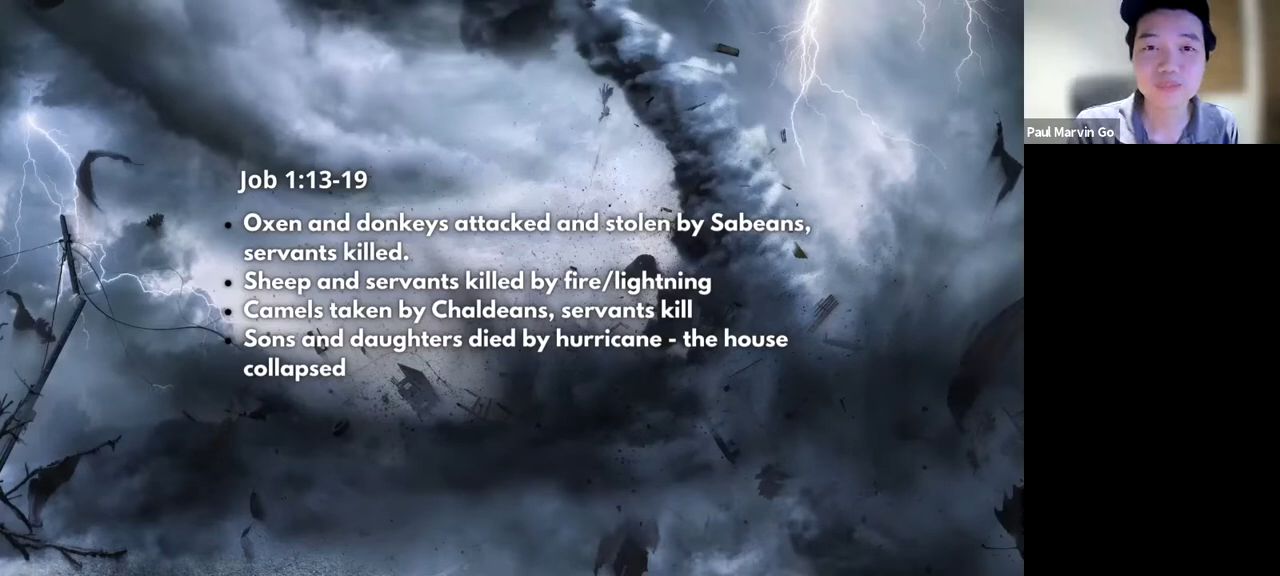 Job 1:13-19
• Oxen and donkeys attacked and stolen by Sabeans,
servants killed.
• Sheep and servants killed by fire/lightning
• Camels taken by Chaldeans, servants kill
• Sons and daughters died by hurricane - the house
collapsed
Paul Marvin Go